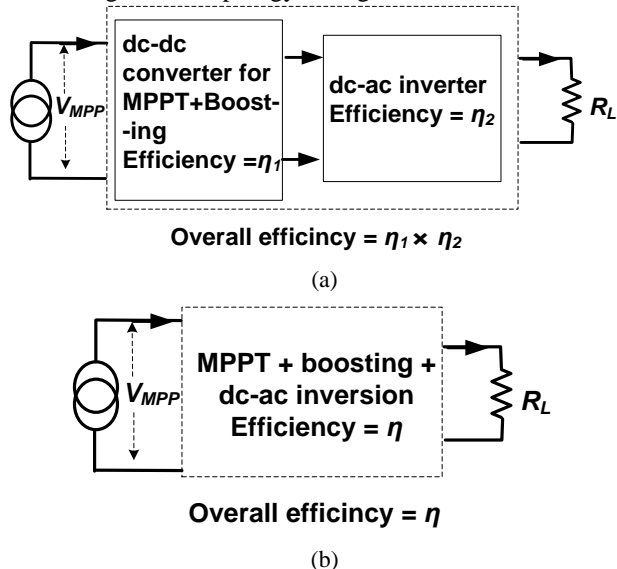 dc-dc
converter for
MPPT+Boost-
-ing
Efficiency =η1
VMPP
dc-ac inverter
Efficiency = η2
RL
Overall efficincy = η1 × η2
(a)
VMPP
MPPT + boosting +
dc-ac inversion
Efficiency = η
RL
Overall efficincy = η
(b)